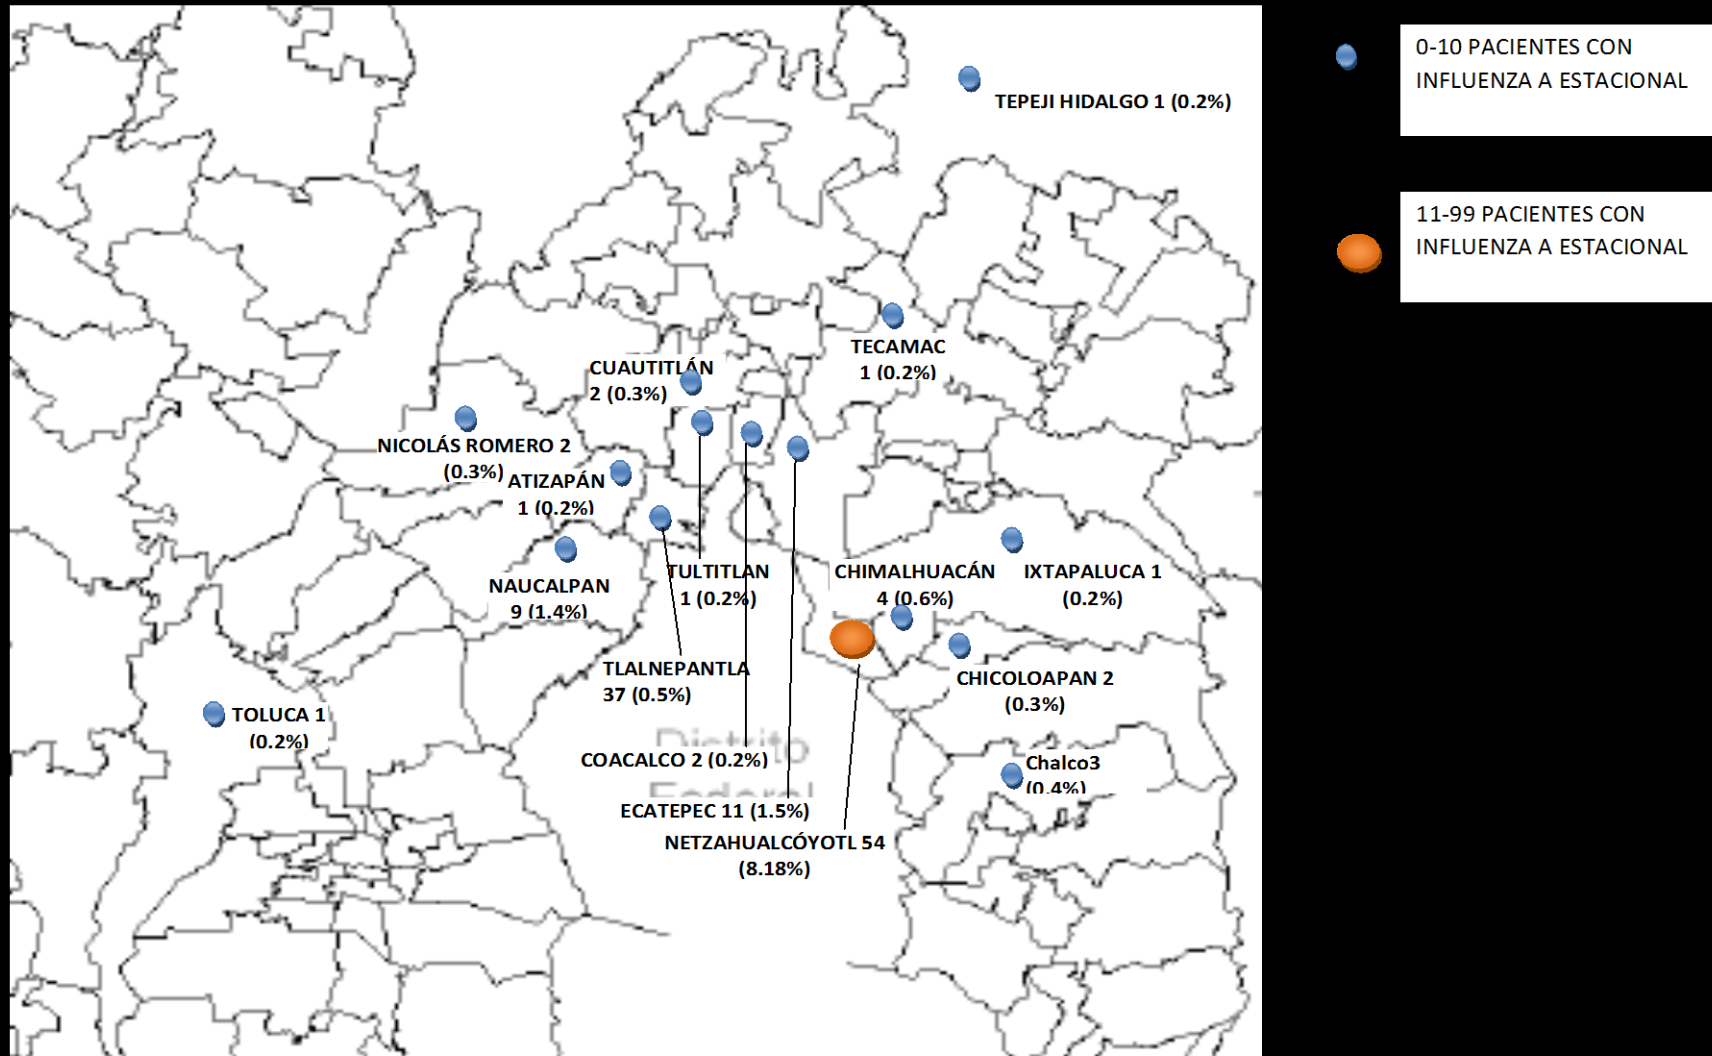 0-10 PACIENTES CON
INFLUENZA A ESTACIONAL
11-99 PACIENTES CON
INFLUENZA A ESTACIONAL
TEPEJI HIDALGO 1 (0.2%)
TECAMAC
1 (0.2%)
CUAUTITLÁN
2 (0.3%)
NICOLÁS ROMERO 2
(0.3%)
ATIZAPÁN
1 (0.2%)
NAUCALPAN
9 (1.4%)
TULTITLAN
1 (0.2%)
CHIMALHUACÁN
4 (0.6%)
IXTAPALUCA 1
(0.2%)
TLALNEPANTLA
37 (0.5%)
CHICOLOAPAN 2
(0.3%)
TOLUCA 1
(0.2%)
Distrito
Federal
COACALCO 2 (0.2%)
Chalco3
(0.4%)
ECATEPEC 11 (1.5%)
NETZAHUALCÓYOTL 54
(8.18%)